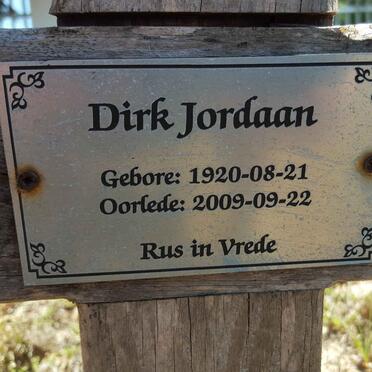 Dirk Jordaan
Gebore: 1920-08-21
Oorlede: 2009-09-22
Rus in Vrede